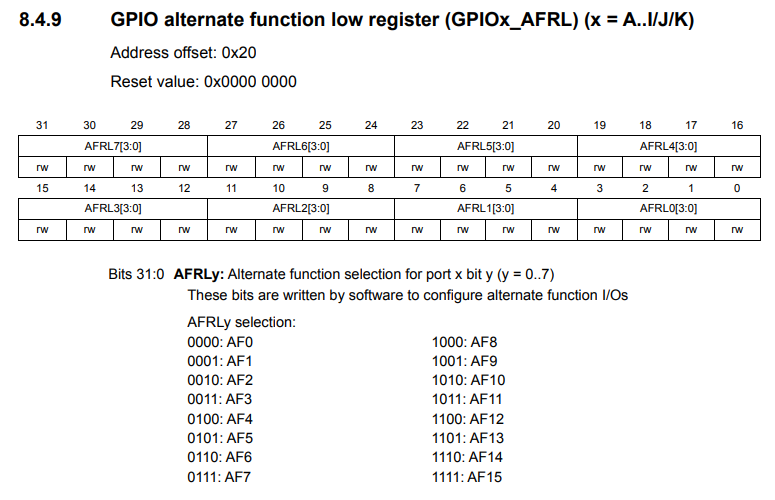 8.4.9 GPIO alternate function low register (GPIOx_AFRL) (x = A..I/J/K)
Address offset: 0x20
Reset value: 0x0000 0000
31 30 29 28 27 26 25 24 23 22 21 20 19 18 17 16
AFRL7[3:0] AFRL6[3:0] AFRL5[3:0] AFRL4[3:0]
rw rw rw rw rw rw rw rw rw rw rw rw rw rw rw rw
15 14 13 12 11 10 9 8 7 6 5 4 3 2 1 0
AFRL3[3:0] AFRL2[3:0] AFRL1[3:0] AFRL0[3:0]
rw rw rw rw rw rw rw rw rw rw rw rw rw rw rw rw
Bits 31:0 AFRLy: Alternate function selection for port x bit y (y = 0..7)
These bits are written by software to configure alternate function I/Os
AFRLy selection:
0000: AF0 1000: AF8
0001: AF1 1001: AF9
0010: AF2 1010: AF10
0011: AF3 1011: AF11
0100: AF4 1100: AF12
0101: AF5 1101: AF13
0110: AF6 1110: AF14
0111: AF7 1111: AF15